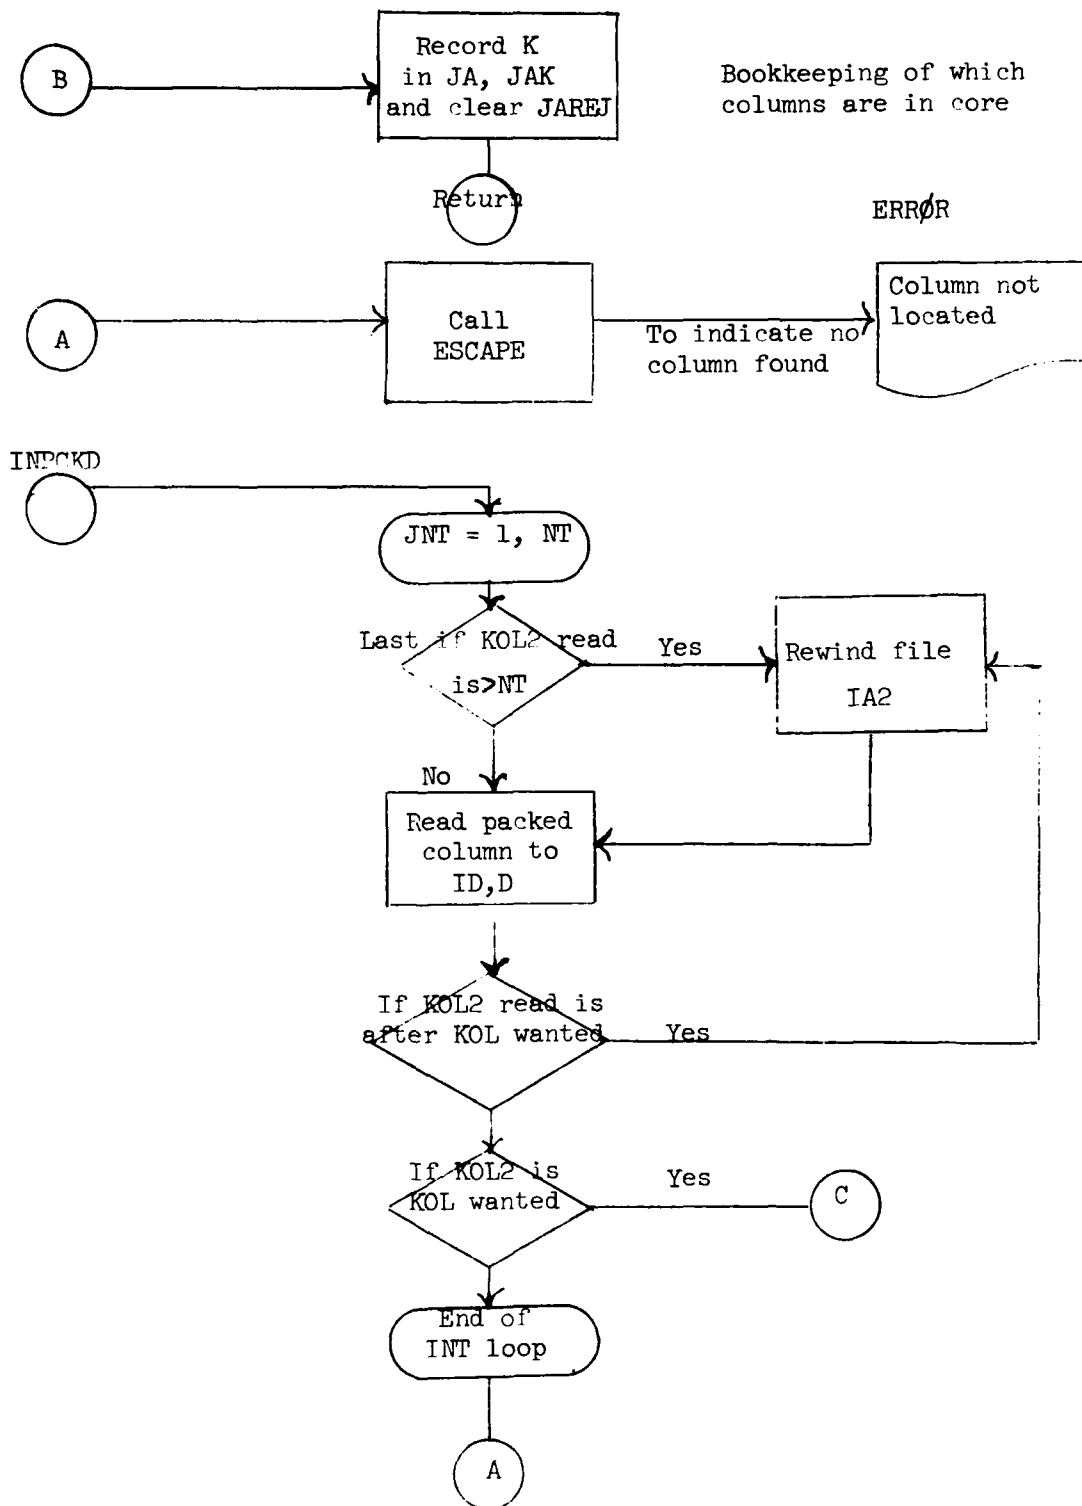 B
Record K
in JA, JAK
and clear JAREJ
Bookkeeping of which
columns are in core
Return
ERRØR
A
Call
ESCAPE
To indicate no
column found
Column not
located
INPCKD
JNT = 1, NT
Last if KOL2 read
is>NT
Yes
Rewind file
IA2
No
Read packed
column to
ID,D
If KOL2 read is
after KOL wanted
Yes
If KOL2 is
KOL wanted
Yes
C
End of
INT loop
A